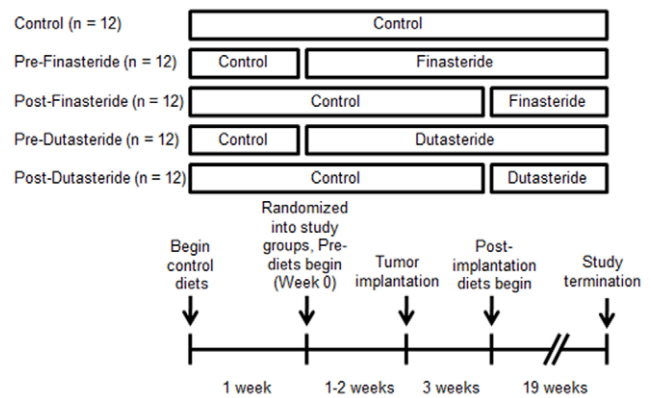 Control (n = 12)
Control
Pre-Finasteride (n = 12)
Control
Finasteride
Post-Finasteride (n = 12)
Control
Finasteride
Pre-Dutasteride (n = 12)
Control
Dutasteride
Post-Dutasteride (n = 12)
Control
Dutasteride
Begin
control
diets
Randomized
into study
groups, Pre-
diets begin
(Week 0)
Tumor
implantation
Post-
implantation
diets begin
Study
termination
1 week
1-2 weeks
3 weeks
19 weeks